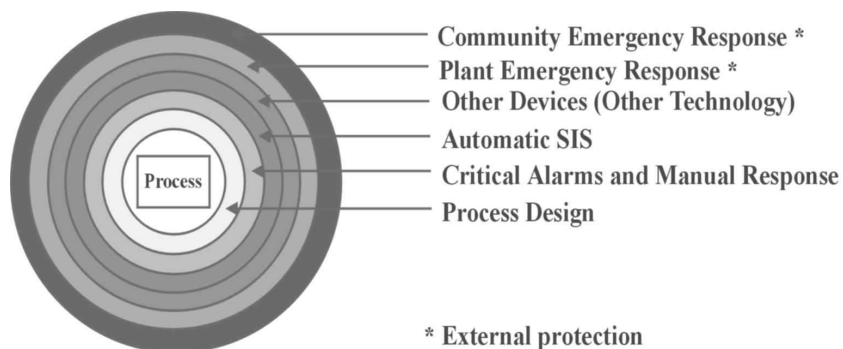 Community Emergency Response *
Plant Emergency Response *
Other Devices (Other Technology)
Automatic SIS
Critical Alarms and Manual Response
Process
Process Design
* External protection